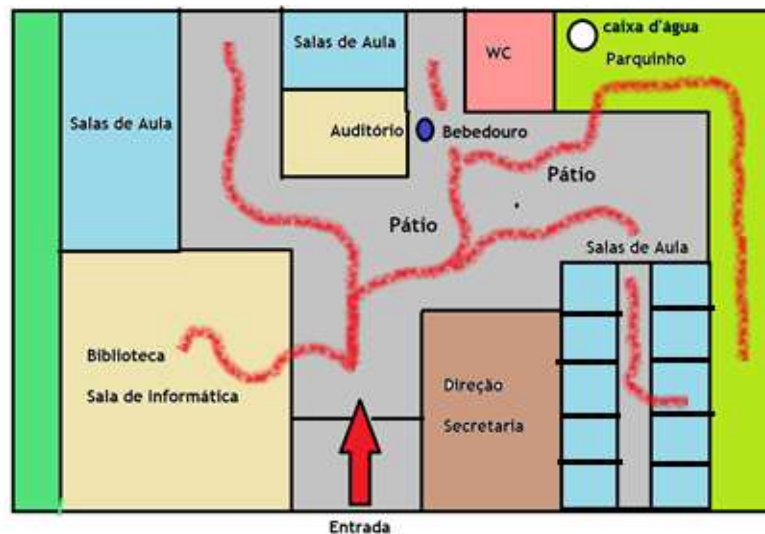 caixa d'água
Salas de Aula
WC
Parquinho
Salas de Aula
Auditório
Bebedouro
Pátio
Pátio
Salas de Aula
Biblioteca
Sala de Informática
Direção
Secretaria
Entrada